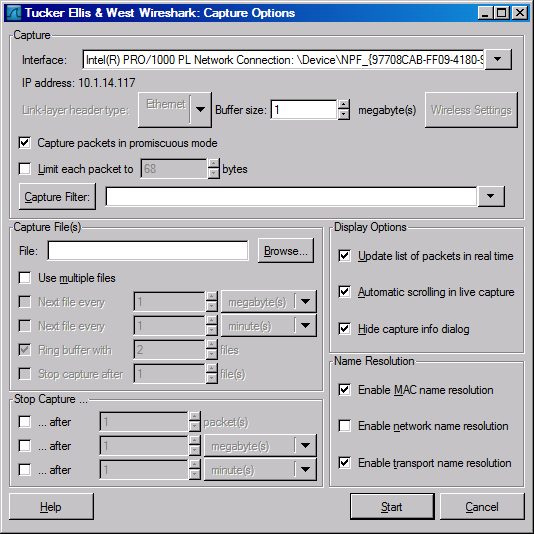 Tucker Ellis & West Wireshark: Capture Options
Capture
Interface: Intel(R) PRO/1000 PL Network Connection: \Device\NPF_{97708CAB-FF09-4180-9
IP address: 10.1.14.117
Link-layer header type: Ethernet Buffer size: 1 megabyte(s) Wireless Settings
Capture packets in promiscuous mode
Limit each packet to 68 bytes
Capture Filter:
Capture File(s)
File: Browse...
Use multiple files
Next file every 1 megabyte(s)
Next file every 1 minute(s)
Ring buffer with 2 files
Stop capture after 1 file(s)
Stop Capture ...
... after 1 packet(s)
... after 1 megabyte(s)
... after 1 minute(s)
Display Options
Update list of packets in real time
Automatic scrolling in live capture
Hide capture info dialog
Name Resolution
Enable MAC name resolution
Enable network name resolution
Enable transport name resolution
Help Start Cancel